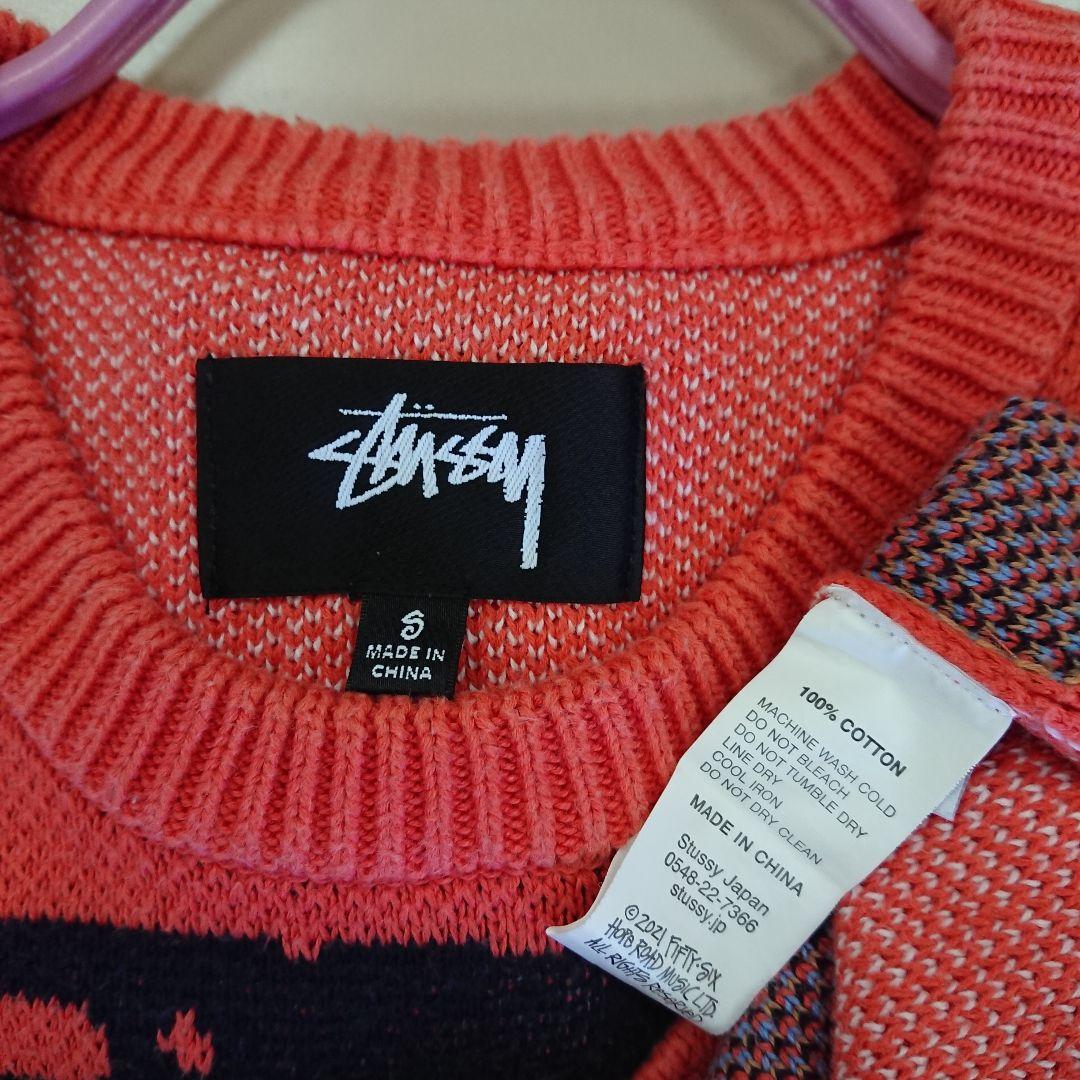 STÜSSY
S
MADE IN
CHINA
100% COTTON
MACHINE WASH COLD
DO NOT BLEACH
DO NOT TUMBLE DRY
LINE DRY
COOL IRON
DO NOT DRY CLEAN
MADE IN CHINA
Stussy Japan
0548-22-7366
stussy.jp
©2021 FIFTY-SIX
HOPE ROAD MUSIC LTD.
ALL RIGHTS RESERVED